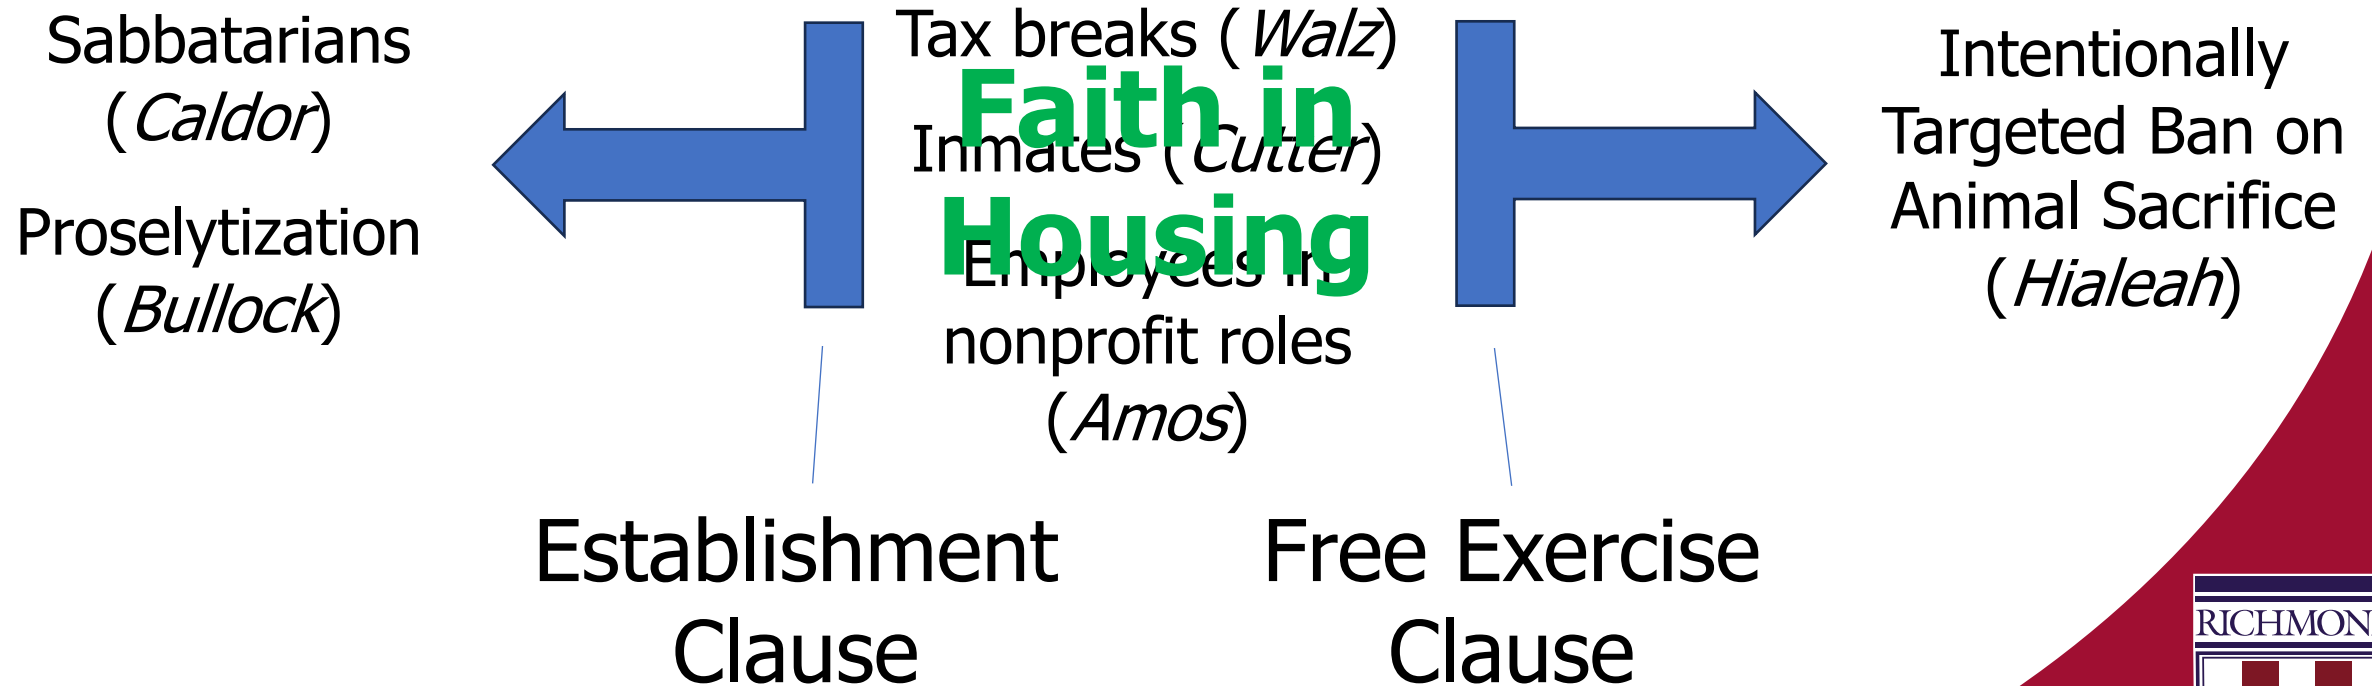 Sabbatarians
(Caldor)
Proselytization
(Bullock)
Tax breaks (Walz)
Inmates (Cutter)
Employees in
nonprofit roles
(Amos)
Faith in
Housing
Intentionally
Targeted Ban on
Animal Sacrifice
(Hialeah)
Establishment
Clause
Free Exercise
Clause
RICHMON